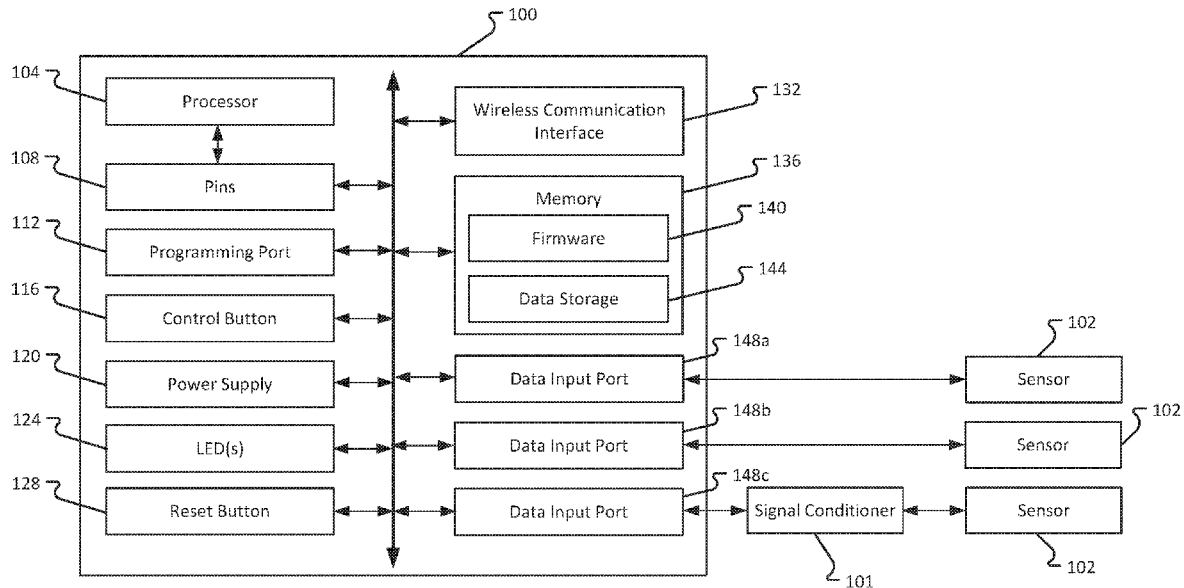 100
104
Processor
108
Pins
112
Programming Port
116
Control Button
120
Power Supply
124
LED(s)
128
Reset Button
Wireless Communication
Interface
132
Memory
136
Firmware
140
Data Storage
144
Data Input Port
148a
Sensor
102
Data Input Port
148b
Sensor
102
Data Input Port
148c
Signal Conditioner
101
Sensor
102